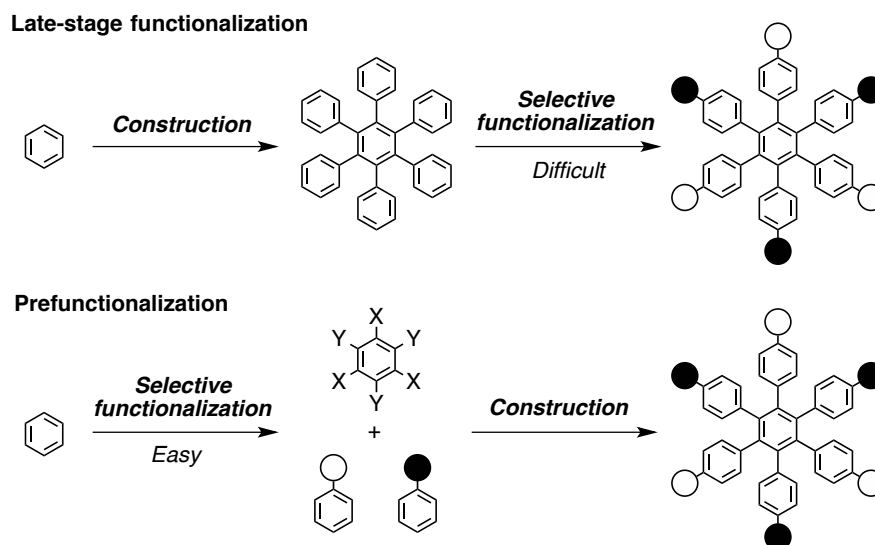 Late-stage functionalization
Construction
Selective
functionalization
Difficult
Prefunctionalization
Selective
functionalization
Easy
X
Y Y
X X
Y
+
Construction